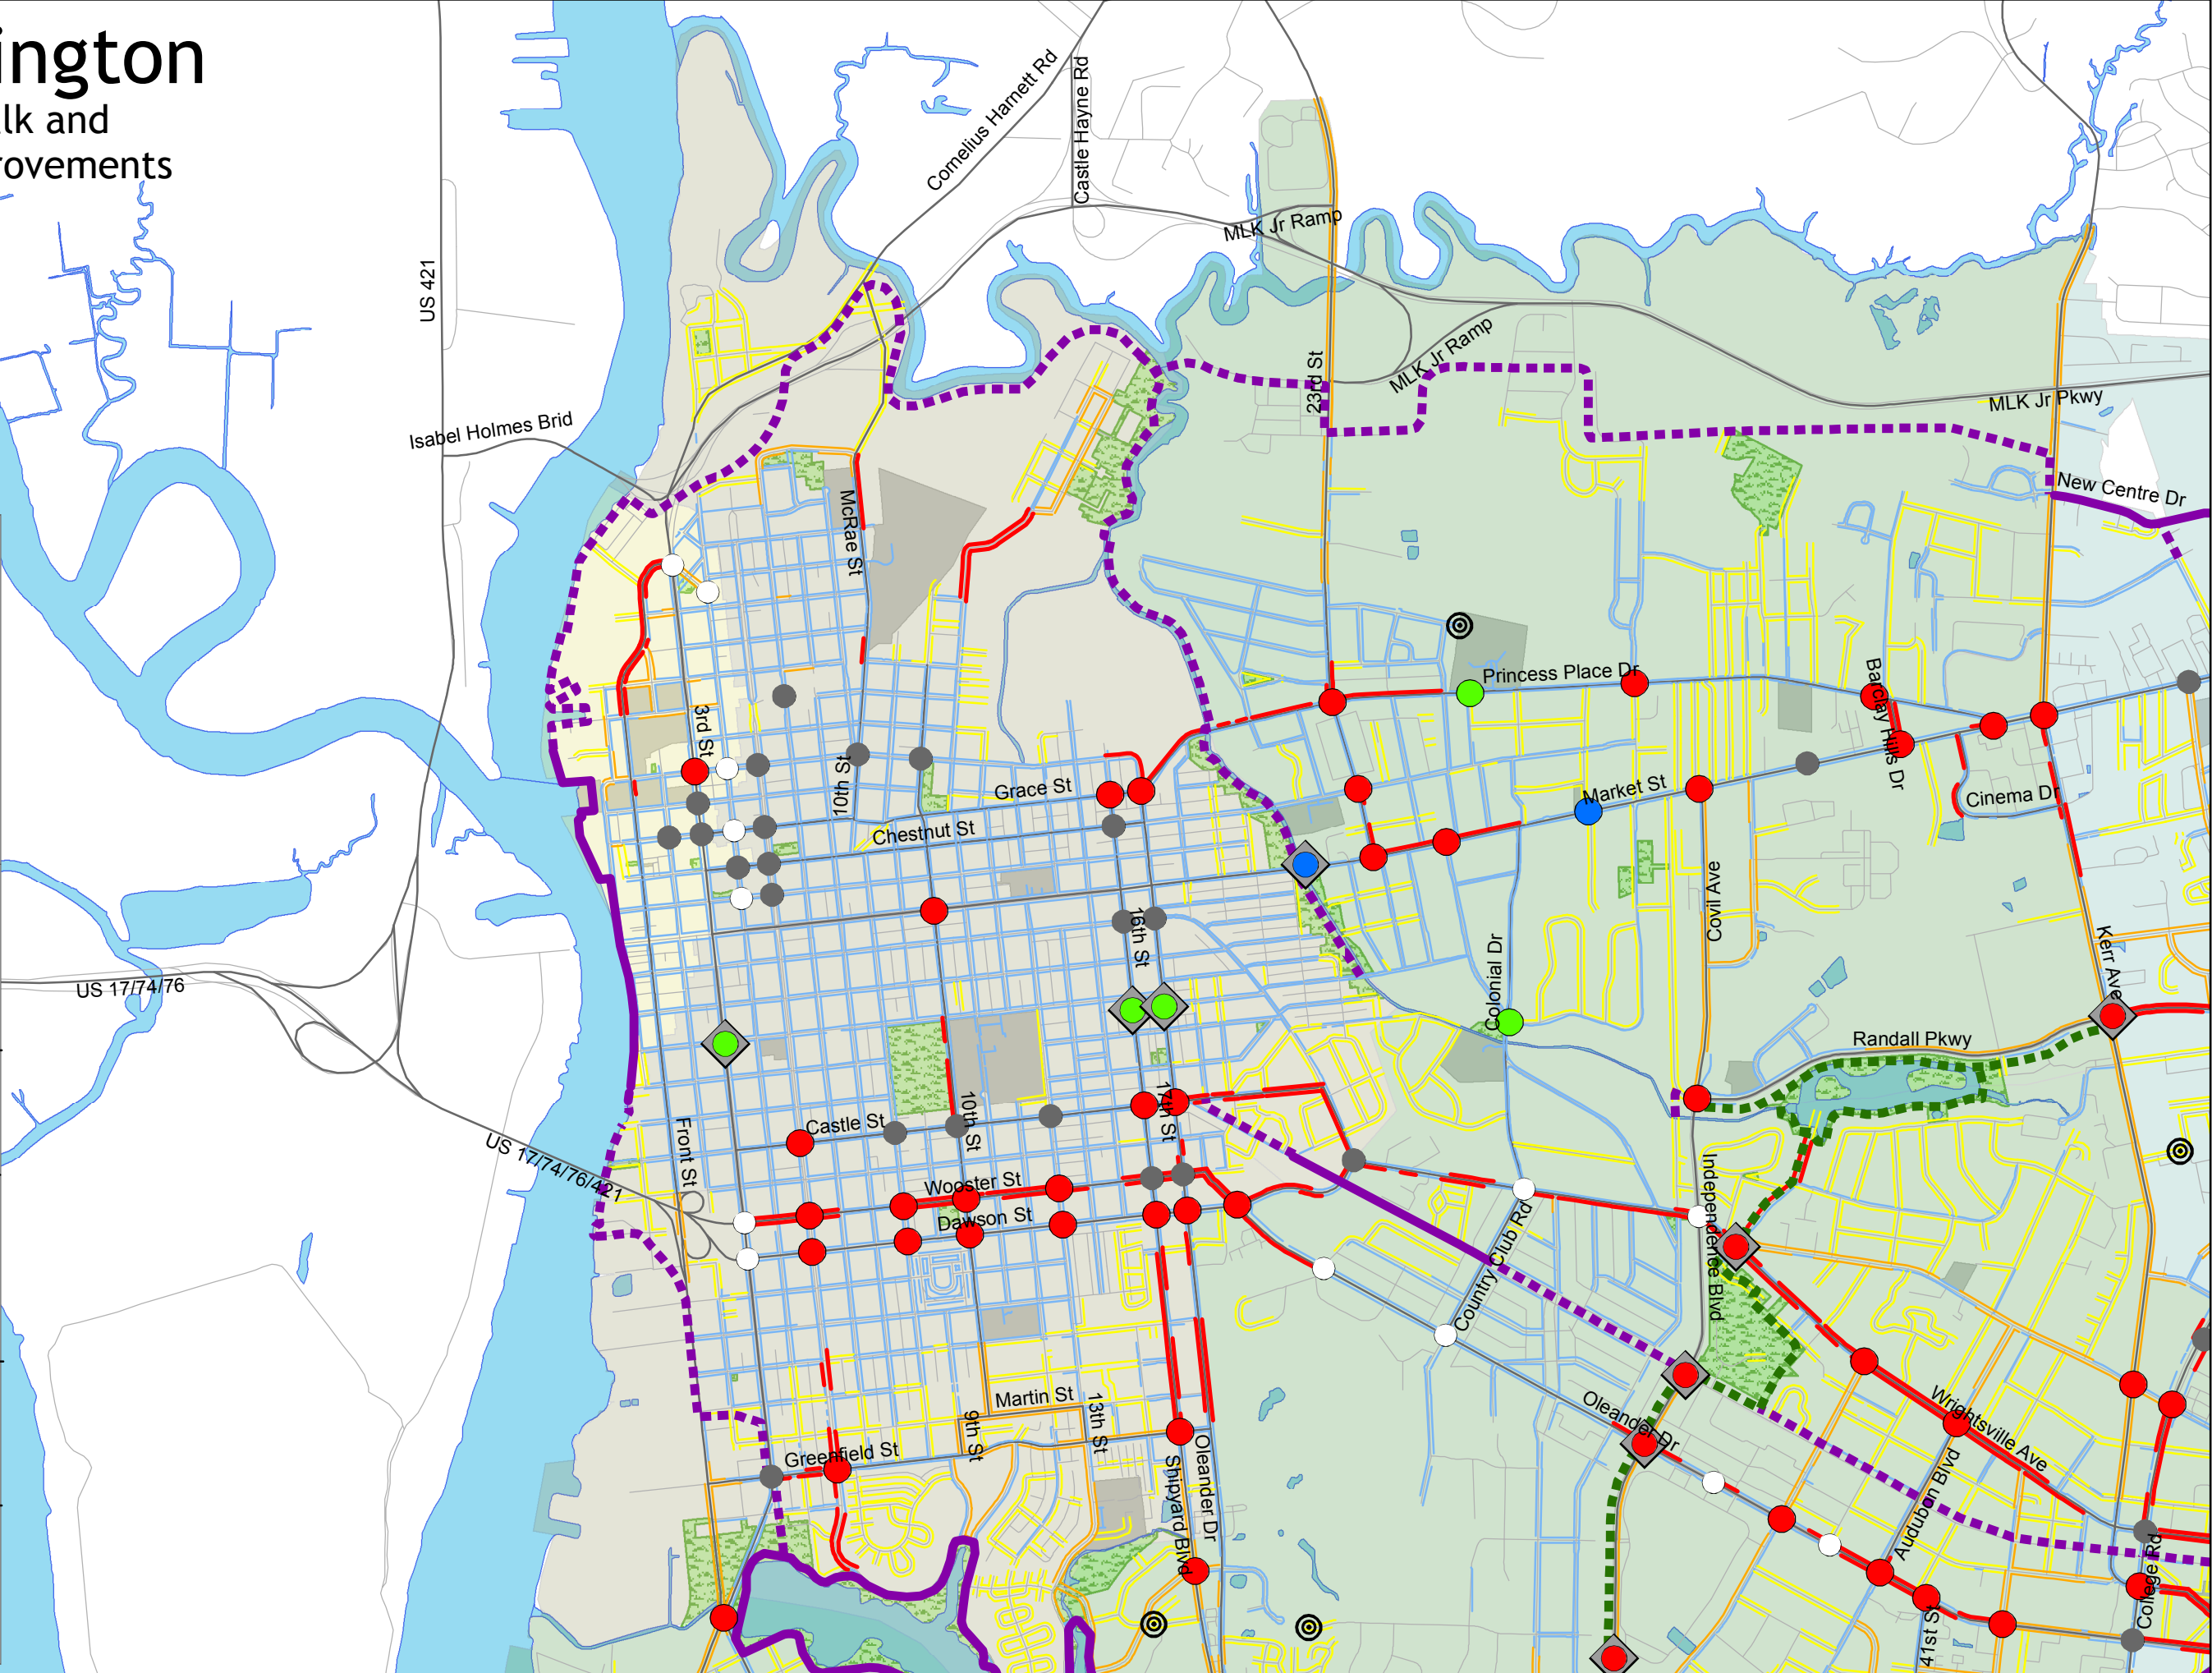 ington
lk and
rovements
Cornelius Harnett Rd
Castle Hayne Rd
MLK Jr Ramp
US 421
MLK Jr Ramp
23rd St
MLK Jr Pkwy
Isabel Holmes Brid
New Centre Dr
McRae St
Princess Place Dr
Barclay Hills Dr
3rd St
10th St
Grace St
Market St
Cinema Dr
Chestnut St
Covil Ave
16th St
Kerr Ave
Colonial Dr
US 17/74/76
Randall Pkwy
Castle St
10th St
17th St
Front St
US 17/74/76/421
Wooster St
Dawson St
Independence Blvd
Country Club Rd
Martin St
13th St
9th St
Oleander Dr
Wrightsville Ave
Greenfield St
Shipyard Blvd
Oleander Dr
Audubon Blvd
College Rd
41st St